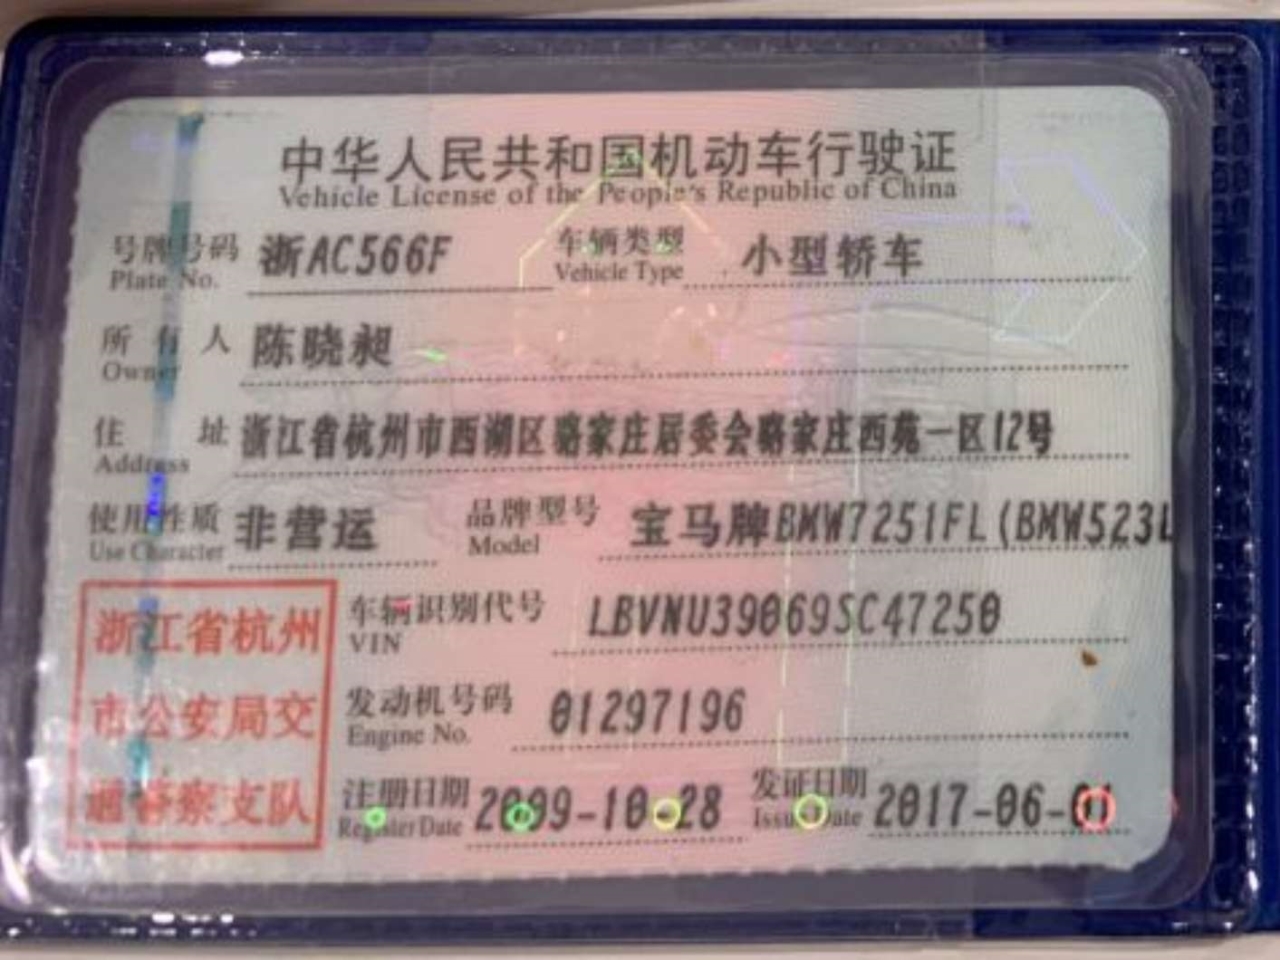 中华人民共和国机动车行驶证
Vehicle License of the People's Republic of China
号牌号码 浙AC566F 车辆类型 小型轿车
Plate No. Vehicle Type
所有人 陈晓昶
Owner
住址 浙江省杭州市西湖区骆家庄居委会骆家庄西苑一区12号
Address
使用性质 非营运 品牌型号 宝马牌BMW7251FL(BMW523L
Use Character Model
浙江省杭州
市公安局交
通警察支队
车辆识别代号 LBVNU39069SC47250
VIN
发动机号码 01297196
Engine No.
注册日期 2009-10-28 发证日期 2017-06-01
Register Date Issue Date